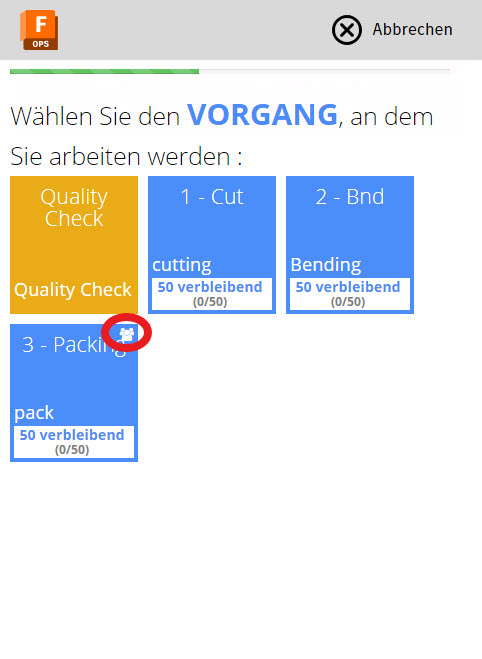 F
OPS
Abbrechen
Wählen Sie den VORGANG, an dem
Sie arbeiten werden :
Quality
Check
Quality Check
1 - Cut
cutting
50 verbleibend
(0/50)
2 - Bnd
Bending
50 verbleibend
(0/50)
3 - Packing
pack
50 verbleibend
(0/50)